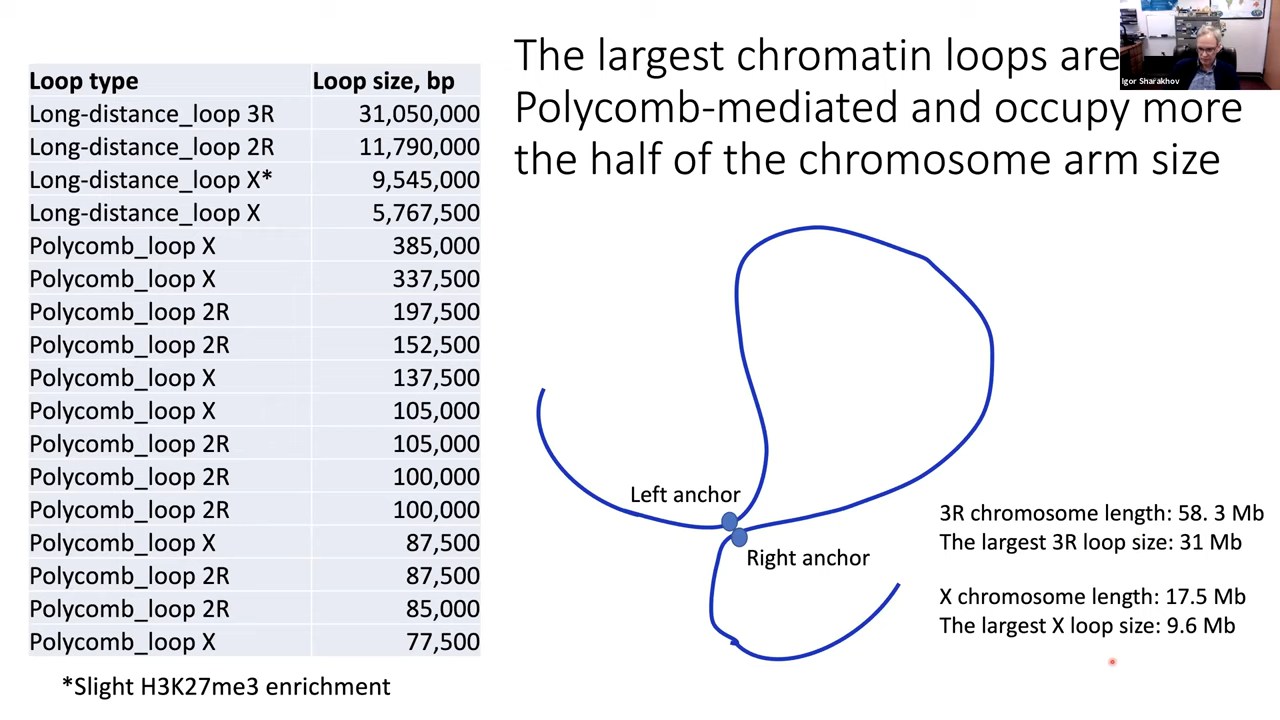 The largest chromatin loops are
Polycomb-mediated and occupy more
the half of the chromosome arm size
Igor Sharakhov
Loop type Loop size, bp
Long-distance_loop 3R 31,050,000
Long-distance_loop 2R 11,790,000
Long-distance_loop X* 9,545,000
Long-distance_loop X 5,767,500
Polycomb_loop X 385,000
Polycomb_loop X 337,500
Polycomb_loop 2R 197,500
Polycomb_loop 2R 152,500
Polycomb_loop X 137,500
Polycomb_loop X 105,000
Polycomb_loop 2R 105,000
Polycomb_loop 2R 100,000
Polycomb_loop 2R 100,000
Polycomb_loop X 87,500
Polycomb_loop 2R 87,500
Polycomb_loop 2R 85,000
Polycomb_loop X 77,500
*Slight H3K27me3 enrichment
Left anchor
Right anchor
3R chromosome length: 58. 3 Mb
The largest 3R loop size: 31 Mb
X chromosome length: 17.5 Mb
The largest X loop size: 9.6 Mb